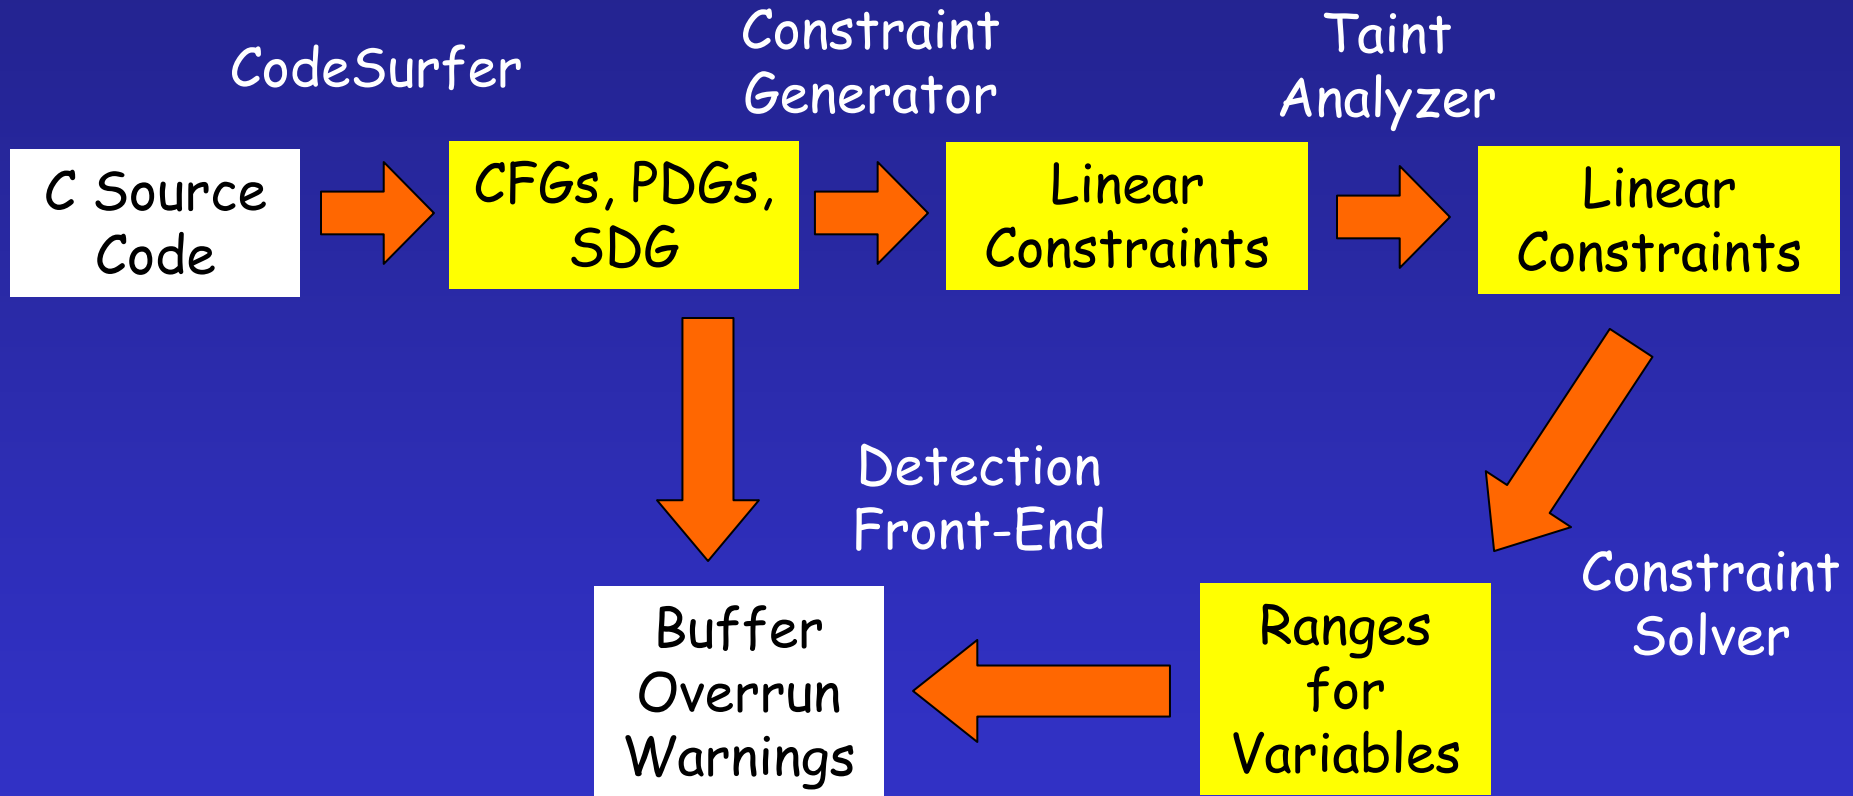 CodeSurfer
Constraint
Generator
Taint
Analyzer
C Source
Code
CFGs, PDGs,
SDG
Linear
Constraints
Linear
Constraints
Detection
Front-End
Constraint
Solver
Buffer
Overrun
Warnings
Ranges
for
Variables